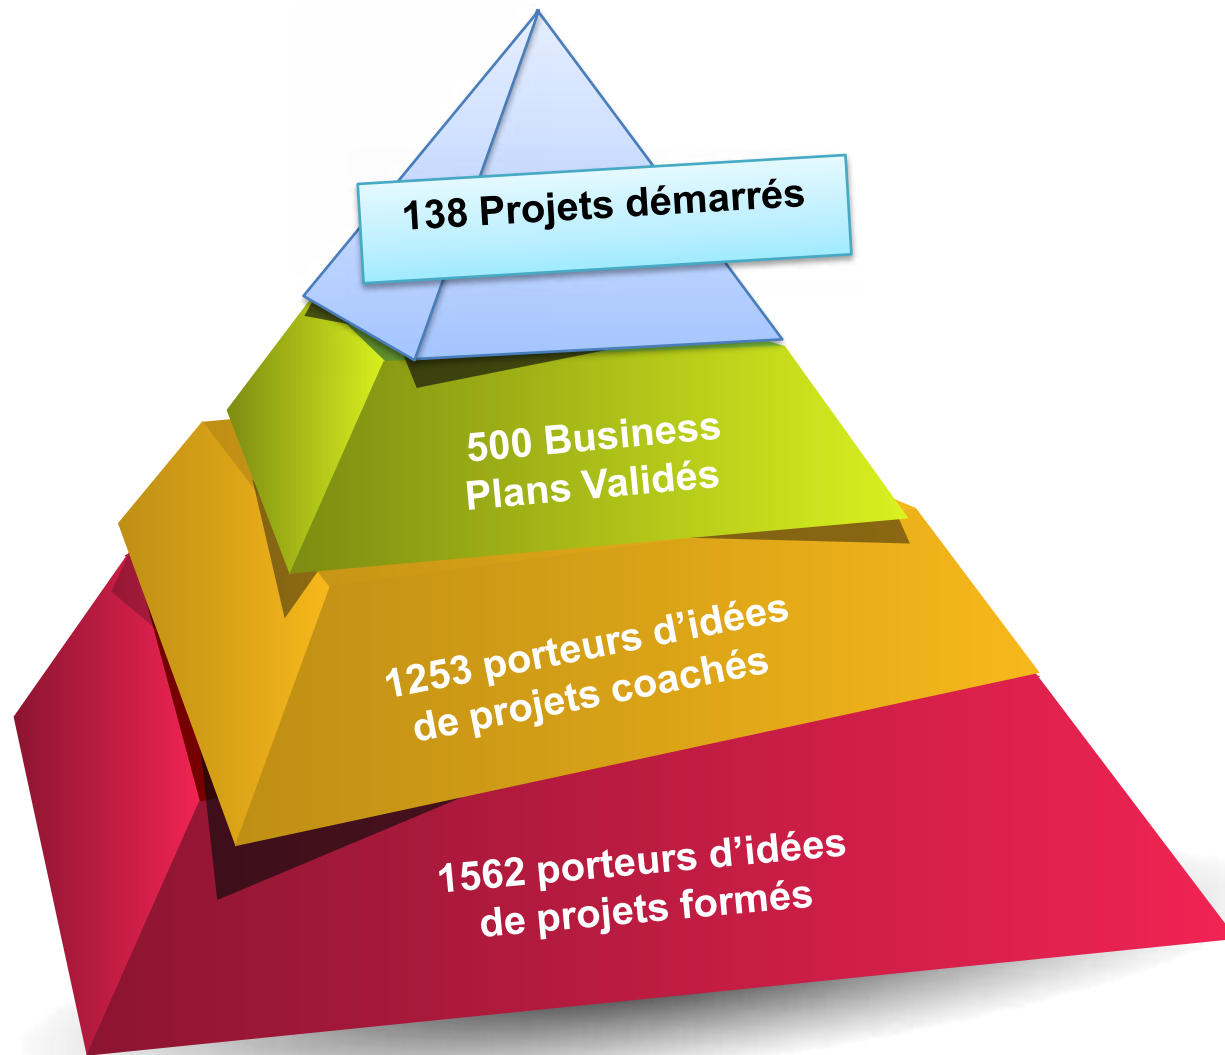 138 Projets démarrés
500 Business
Plans Validés
1253 porteurs d’idées
de projets coachés
1562 porteurs d’idées
de projets formés